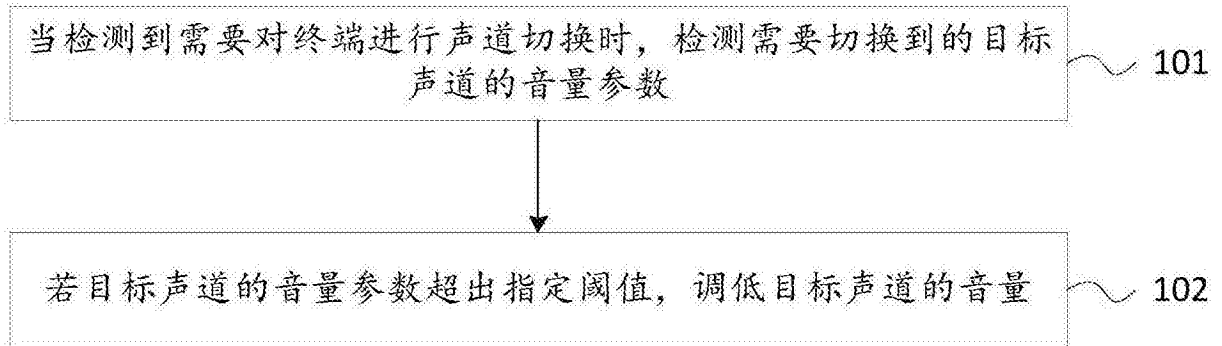 当检测到需要对终端进行声道切换时，检测需要切换到的目标
声道的音量参数
101
若目标声道的音量参数超出指定阈值，调低目标声道的音量
102